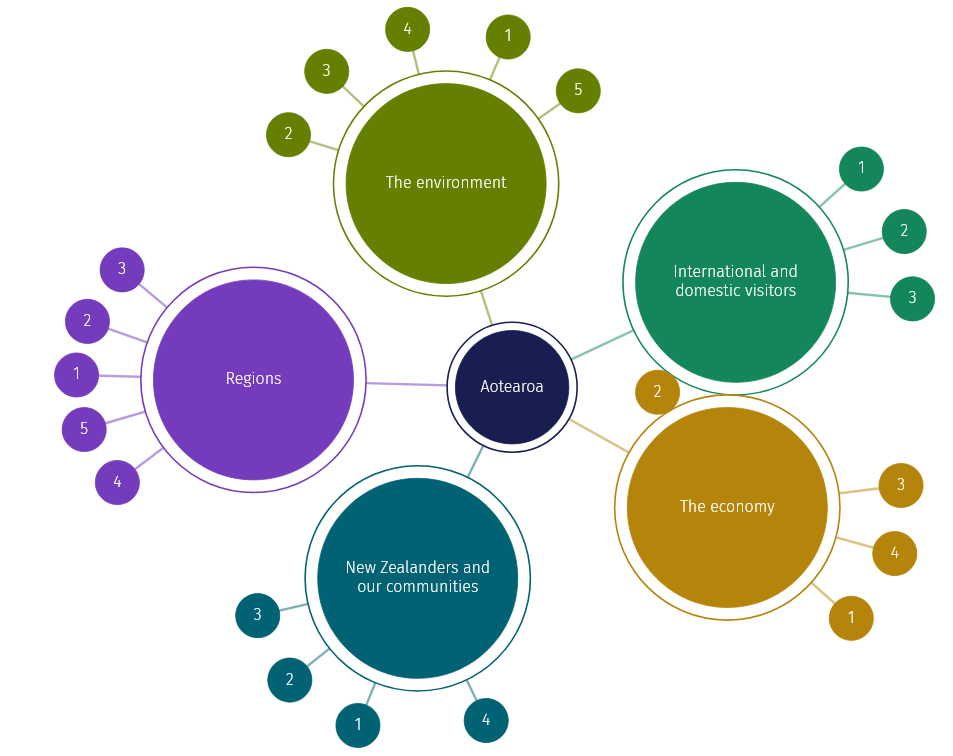 4
1
3
5
2
The environment
1
2
3
International and
domestic visitors
3
2
1
5
4
Regions
Aotearoa
2
The economy
3
4
1
New Zealanders and
our communities
3
2
1
4